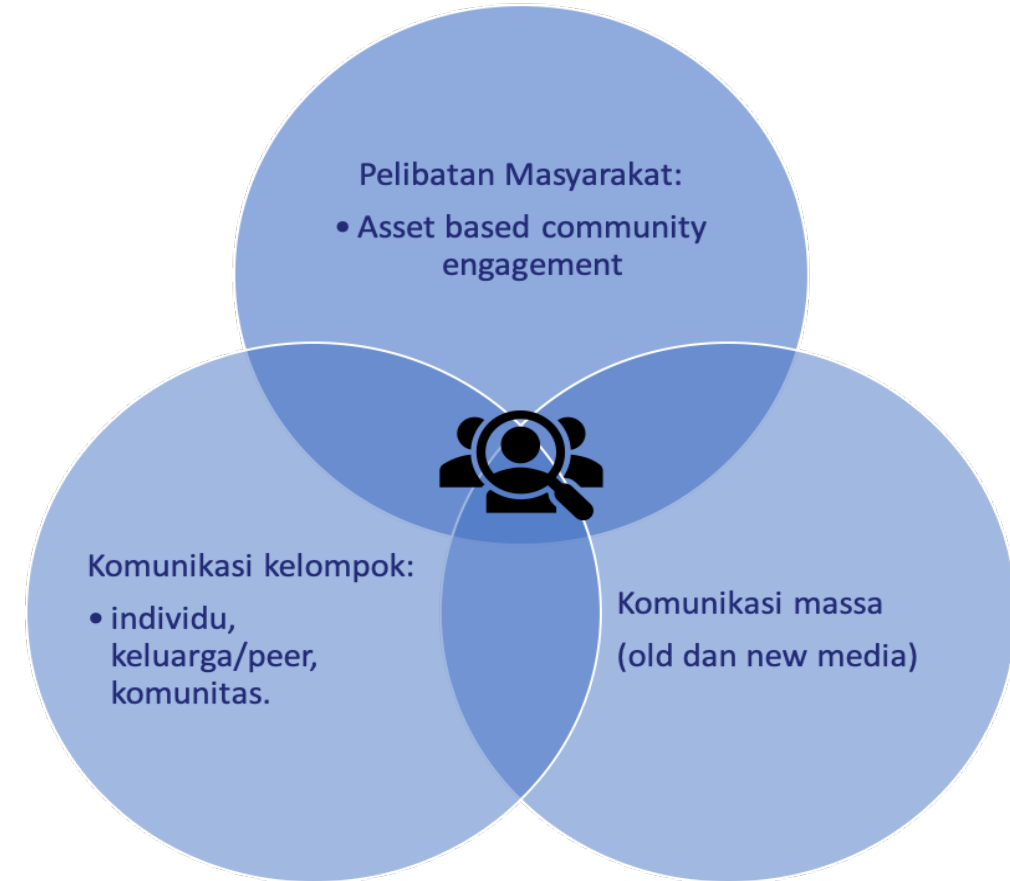 Pelibatan Masyarakat:
• Asset based community
engagement
Komunikasi kelompok:
• individu,
keluarga/peer,
komunitas.
Komunikasi massa
(old dan new media)